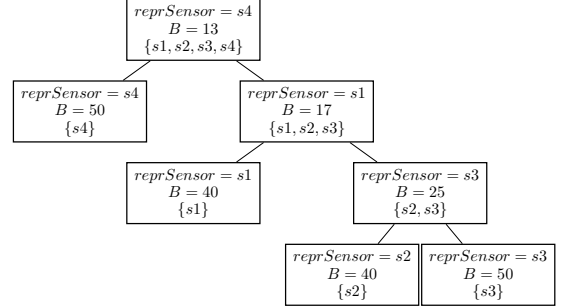 reprSensor = s4
B = 13
{s1, s2, s3, s4}
reprSensor = s4
B = 50
{s4}
reprSensor = s1
B = 17
{s1, s2, s3}
reprSensor = s1
B = 40
{s1}
reprSensor = s3
B = 25
{s2, s3}
reprSensor = s2
B = 40
{s2}
reprSensor = s3
B = 50
{s3}